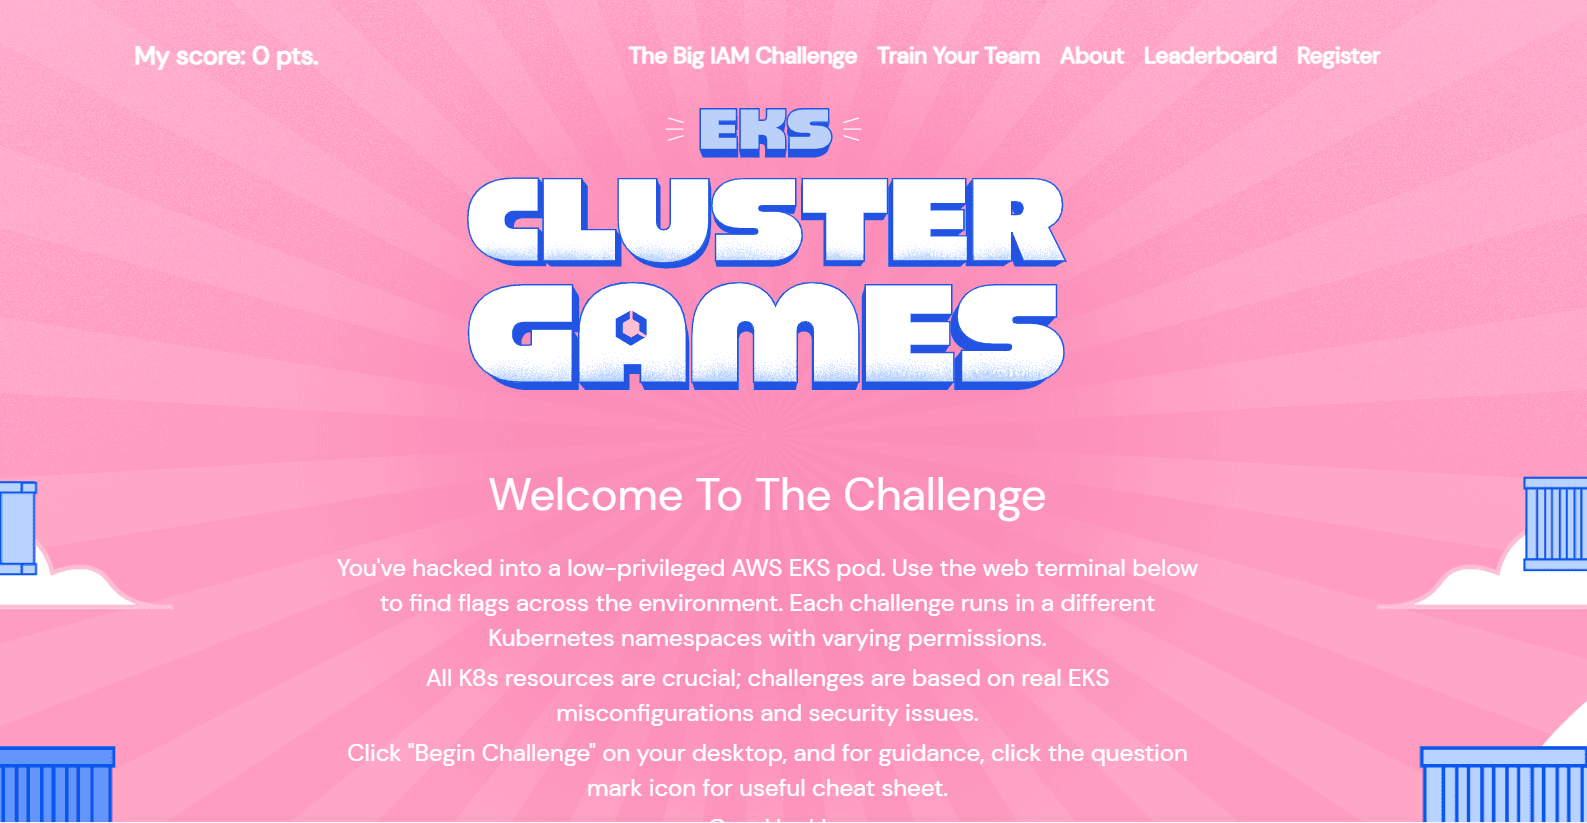 My score: 0 pts.
The Big IAM Challenge Train Your Team About Leaderboard Register
EKS
CLUSTER
GAMES
Welcome To The Challenge
You've hacked into a low-privileged AWS EKS pod. Use the web terminal below
to find flags across the environment. Each challenge runs in a different
Kubernetes namespaces with varying permissions.
All K8s resources are crucial; challenges are based on real EKS
misconfigurations and security issues.
Click "Begin Challenge" on your desktop, and for guidance, click the question
mark icon for useful cheat sheet.